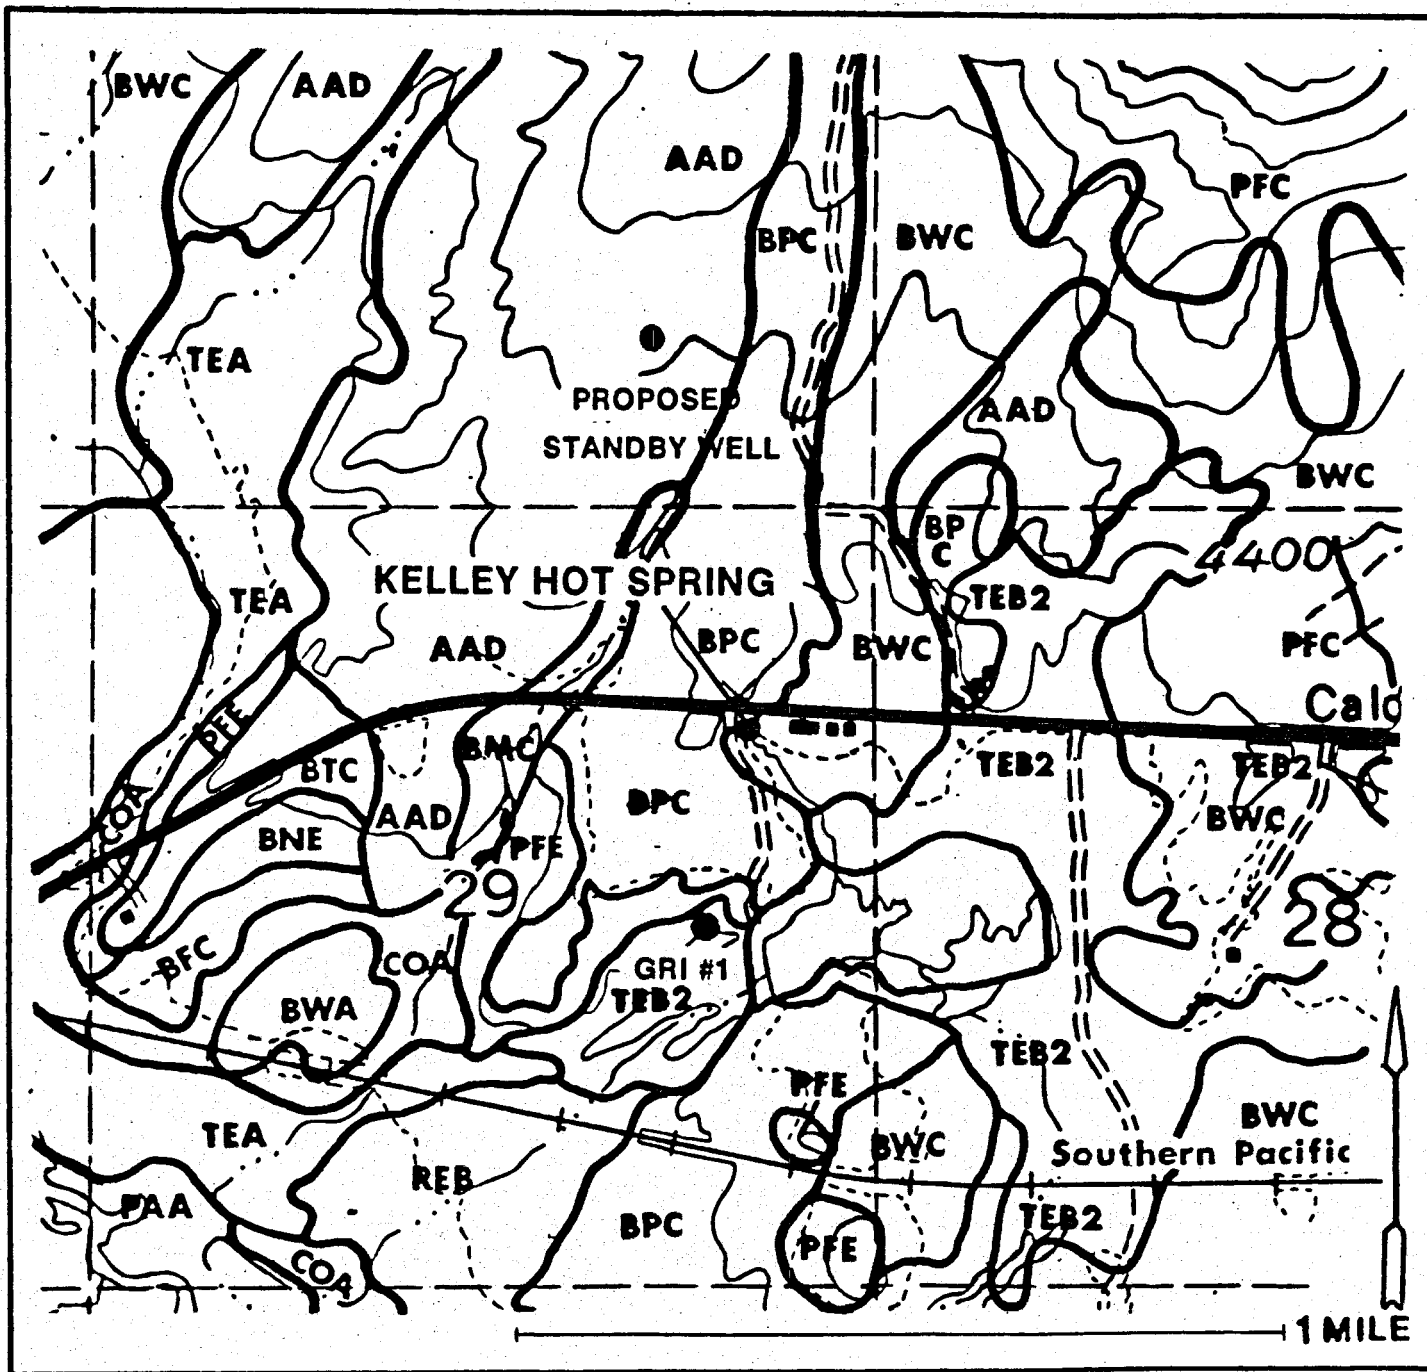 BWC AAD
AAD
PFC
BPC
BWC
TEA
PROPOSED
STANDBY WELL
AAD
BWC
BP
C
4400
KELLEY HOT SPRING
TEA
TEB2
AAD
BPC
BWC
PFC
PFE
Calc
BMC
BTC
TEB2
TEB2
COA
AAD
BPC
BWC
BNE
PFE
29
28
BFC
COA
GRI #1
TEB2
BWA
TEB2
PFE
BWC
TEA
BWC
Southern Pacific
REB
PAA
BPC
TEB2
PFE
COA
1 MILE